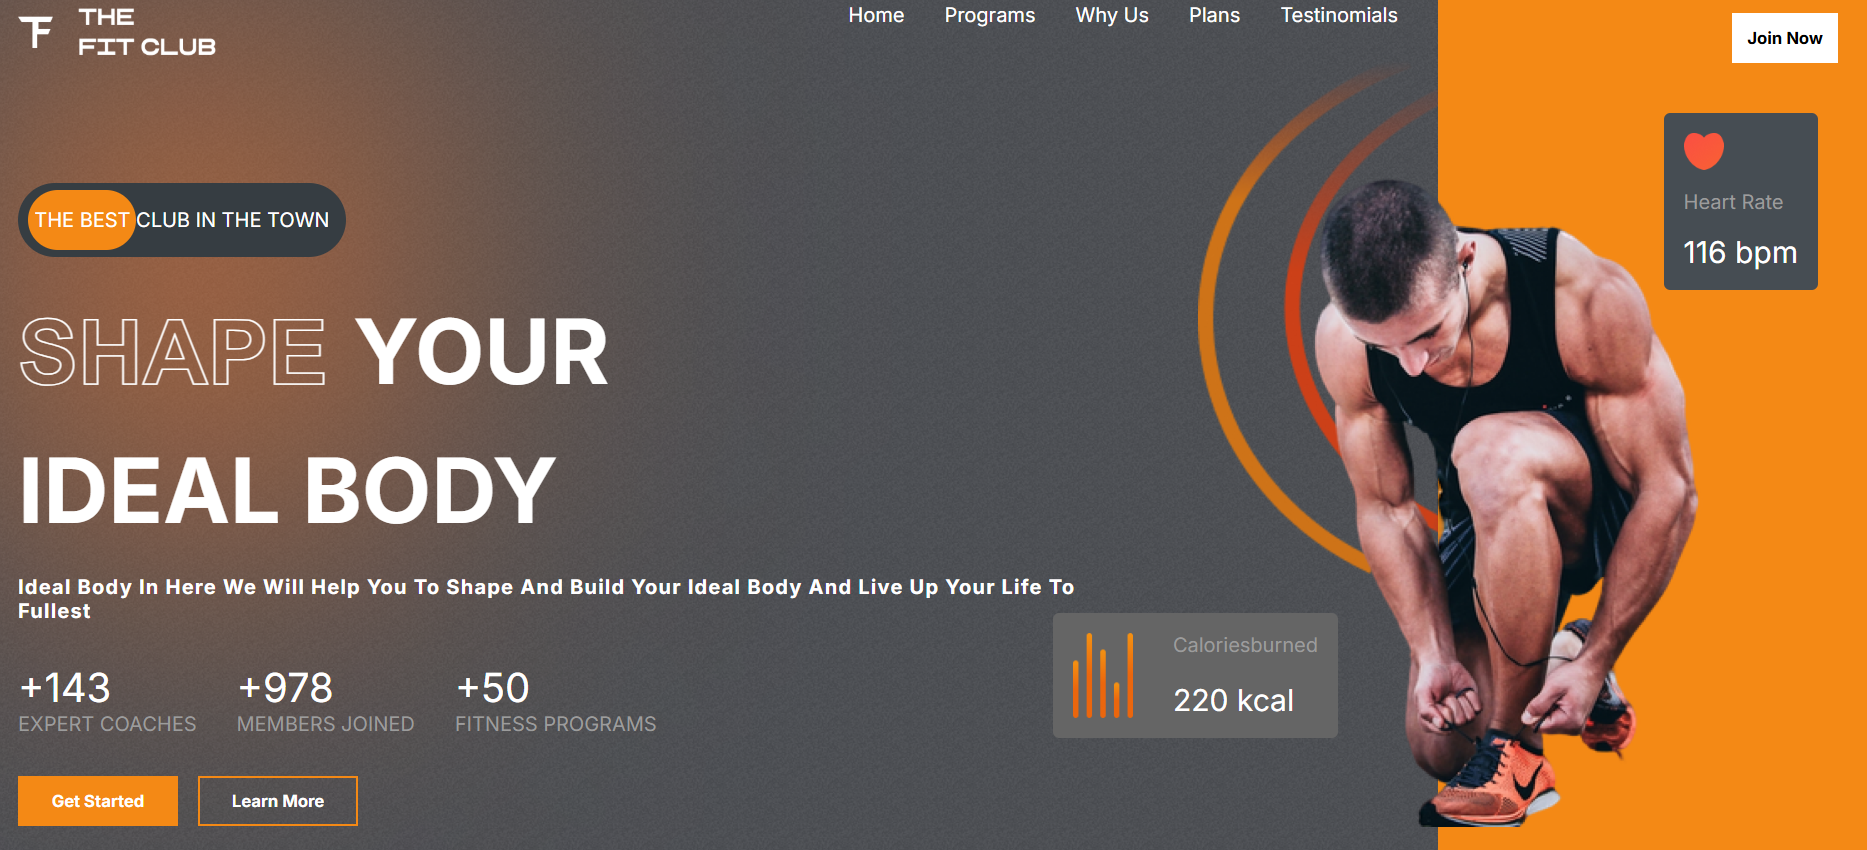 THE
FIT CLUB
Home Programs Why Us Plans Testinomials
Join Now
Heart Rate
116 bpm
THE BEST CLUB IN THE TOWN
SHAPE YOUR
IDEAL BODY
Ideal Body In Here We Will Help You To Shape And Build Your Ideal Body And Live Up Your Life To
Fullest
Caloriesburned
220 kcal
+143 +978 +50
EXPERT COACHES MEMBERS JOINED FITNESS PROGRAMS
Get Started Learn More